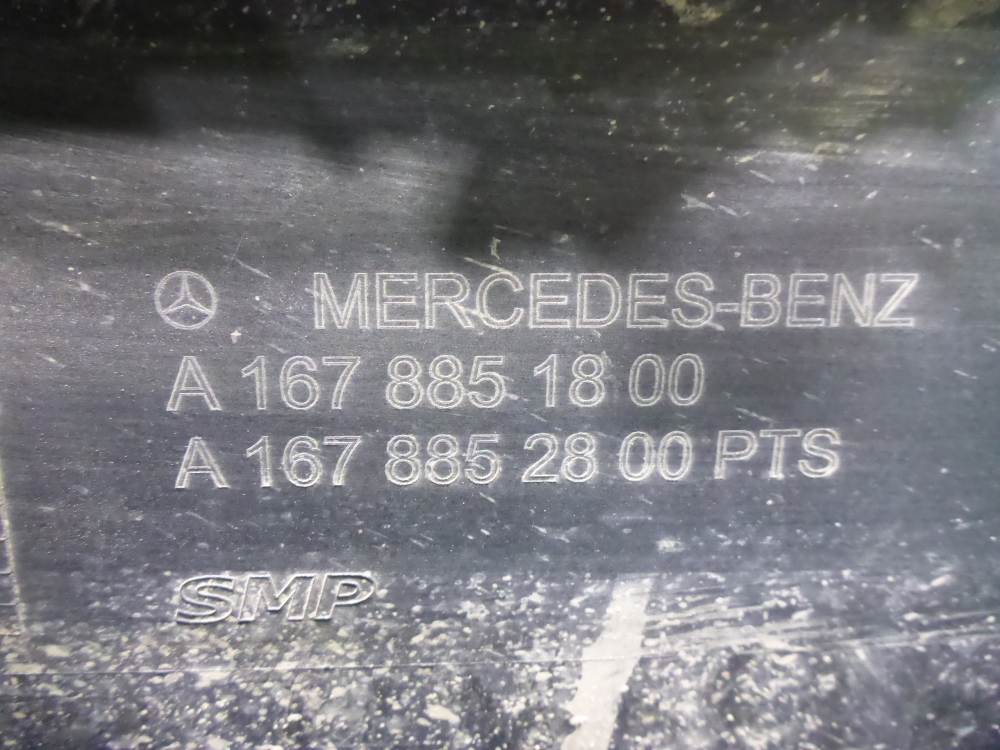 MERCEDES-BENZ
A 167 885 18 00
A 167 885 28 00 PTS
SMP